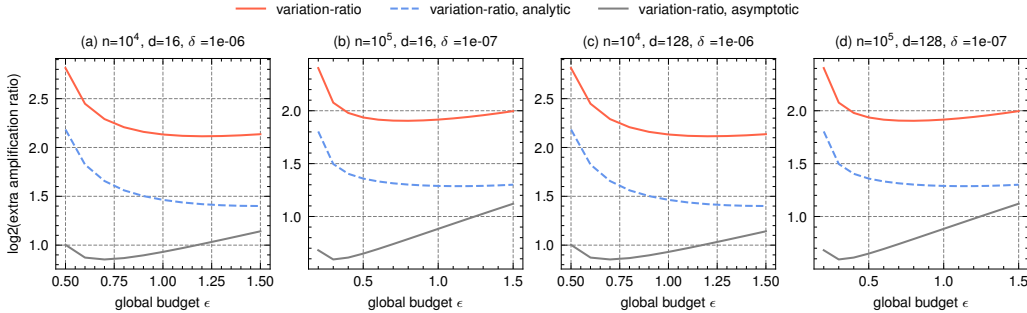 variation-ratio variation-ratio, analytic variation-ratio, asymptotic
(a) n=10⁴, d=16, δ =1e-06
(b) n=10⁵, d=16, δ =1e-07
(c) n=10⁴, d=128, δ =1e-06
(d) n=10⁵, d=128, δ =1e-07
log2(extra amplification ratio)
2.5
2.0
1.5
1.0
0.50 0.75 1.00 1.25 1.50
global budget ϵ
2.0
1.5
1.0
0.5 1.0 1.5
global budget ϵ
2.5
2.0
1.5
1.0
0.50 0.75 1.00 1.25 1.50
global budget ϵ
2.0
1.5
1.0
0.5 1.0 1.5
global budget ϵ